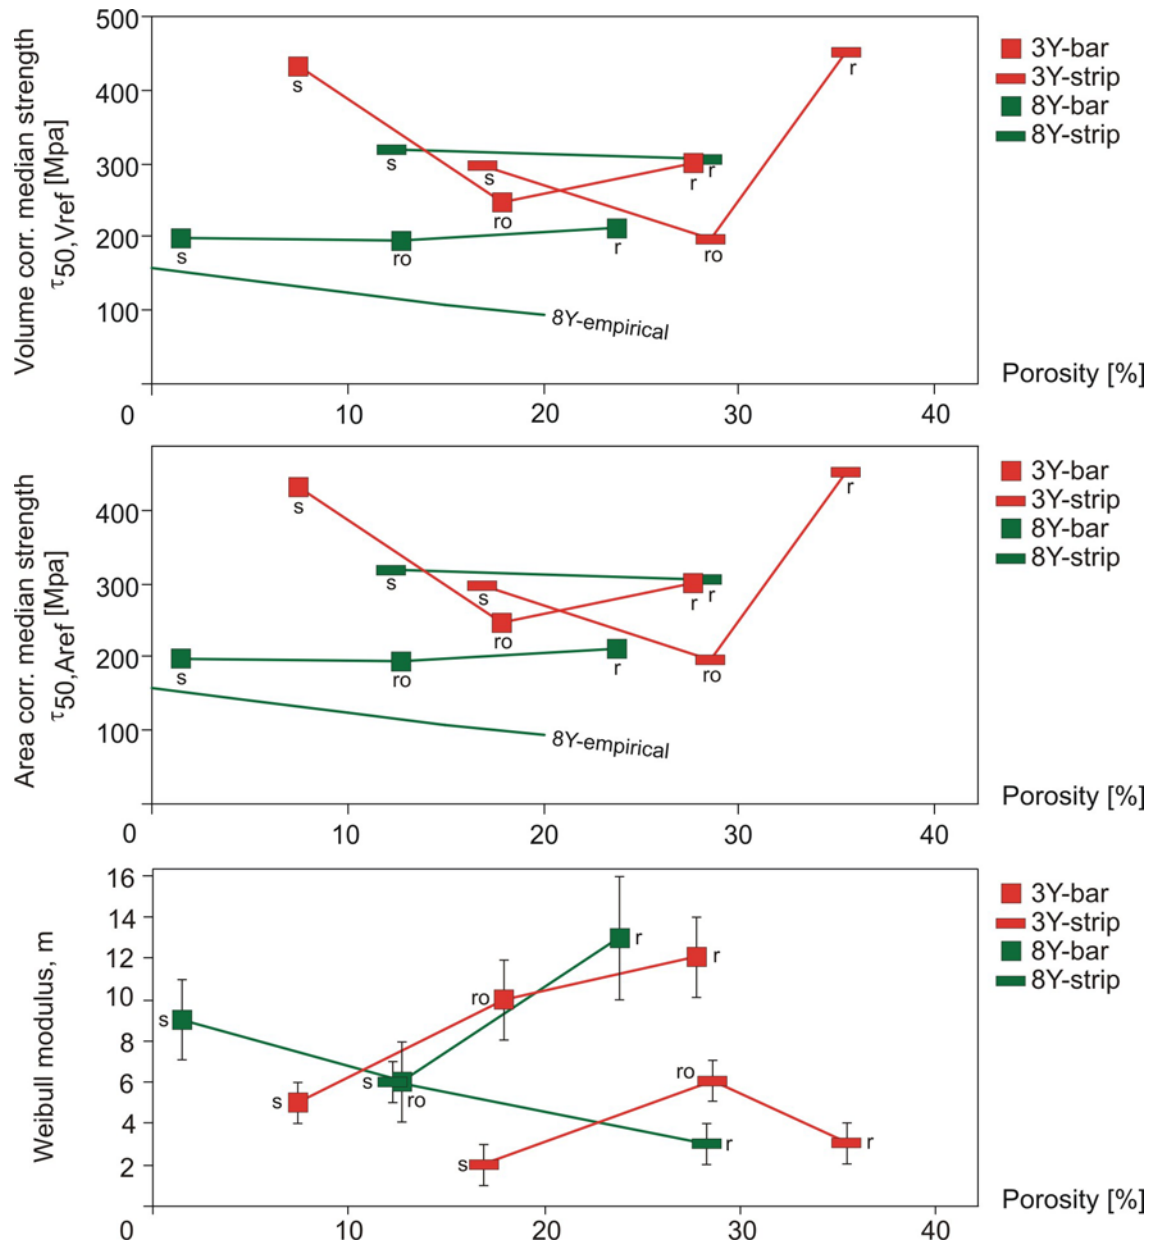 Volume corr. median strength
τ50,Vref [Mpa]
500
400
300
200
100
0
10
20
30
40
Porosity [%]
s
ro
r
s
ro
r
s
r
s
ro
r
8Y-empirical
3Y-bar
3Y-strip
8Y-bar
8Y-strip
Area corr. median strength
τ50,Aref [Mpa]
400
300
200
100
0
10
20
30
40
Porosity [%]
s
ro
r
s
ro
r
s
r
s
ro
r
8Y-empirical
3Y-bar
3Y-strip
8Y-bar
8Y-strip
Weibull modulus, m
16
14
12
10
8
6
4
2
0
10
20
30
40
Porosity [%]
s
ro
r
s
ro
r
s
r
s
ro
r
3Y-bar
3Y-strip
8Y-bar
8Y-strip